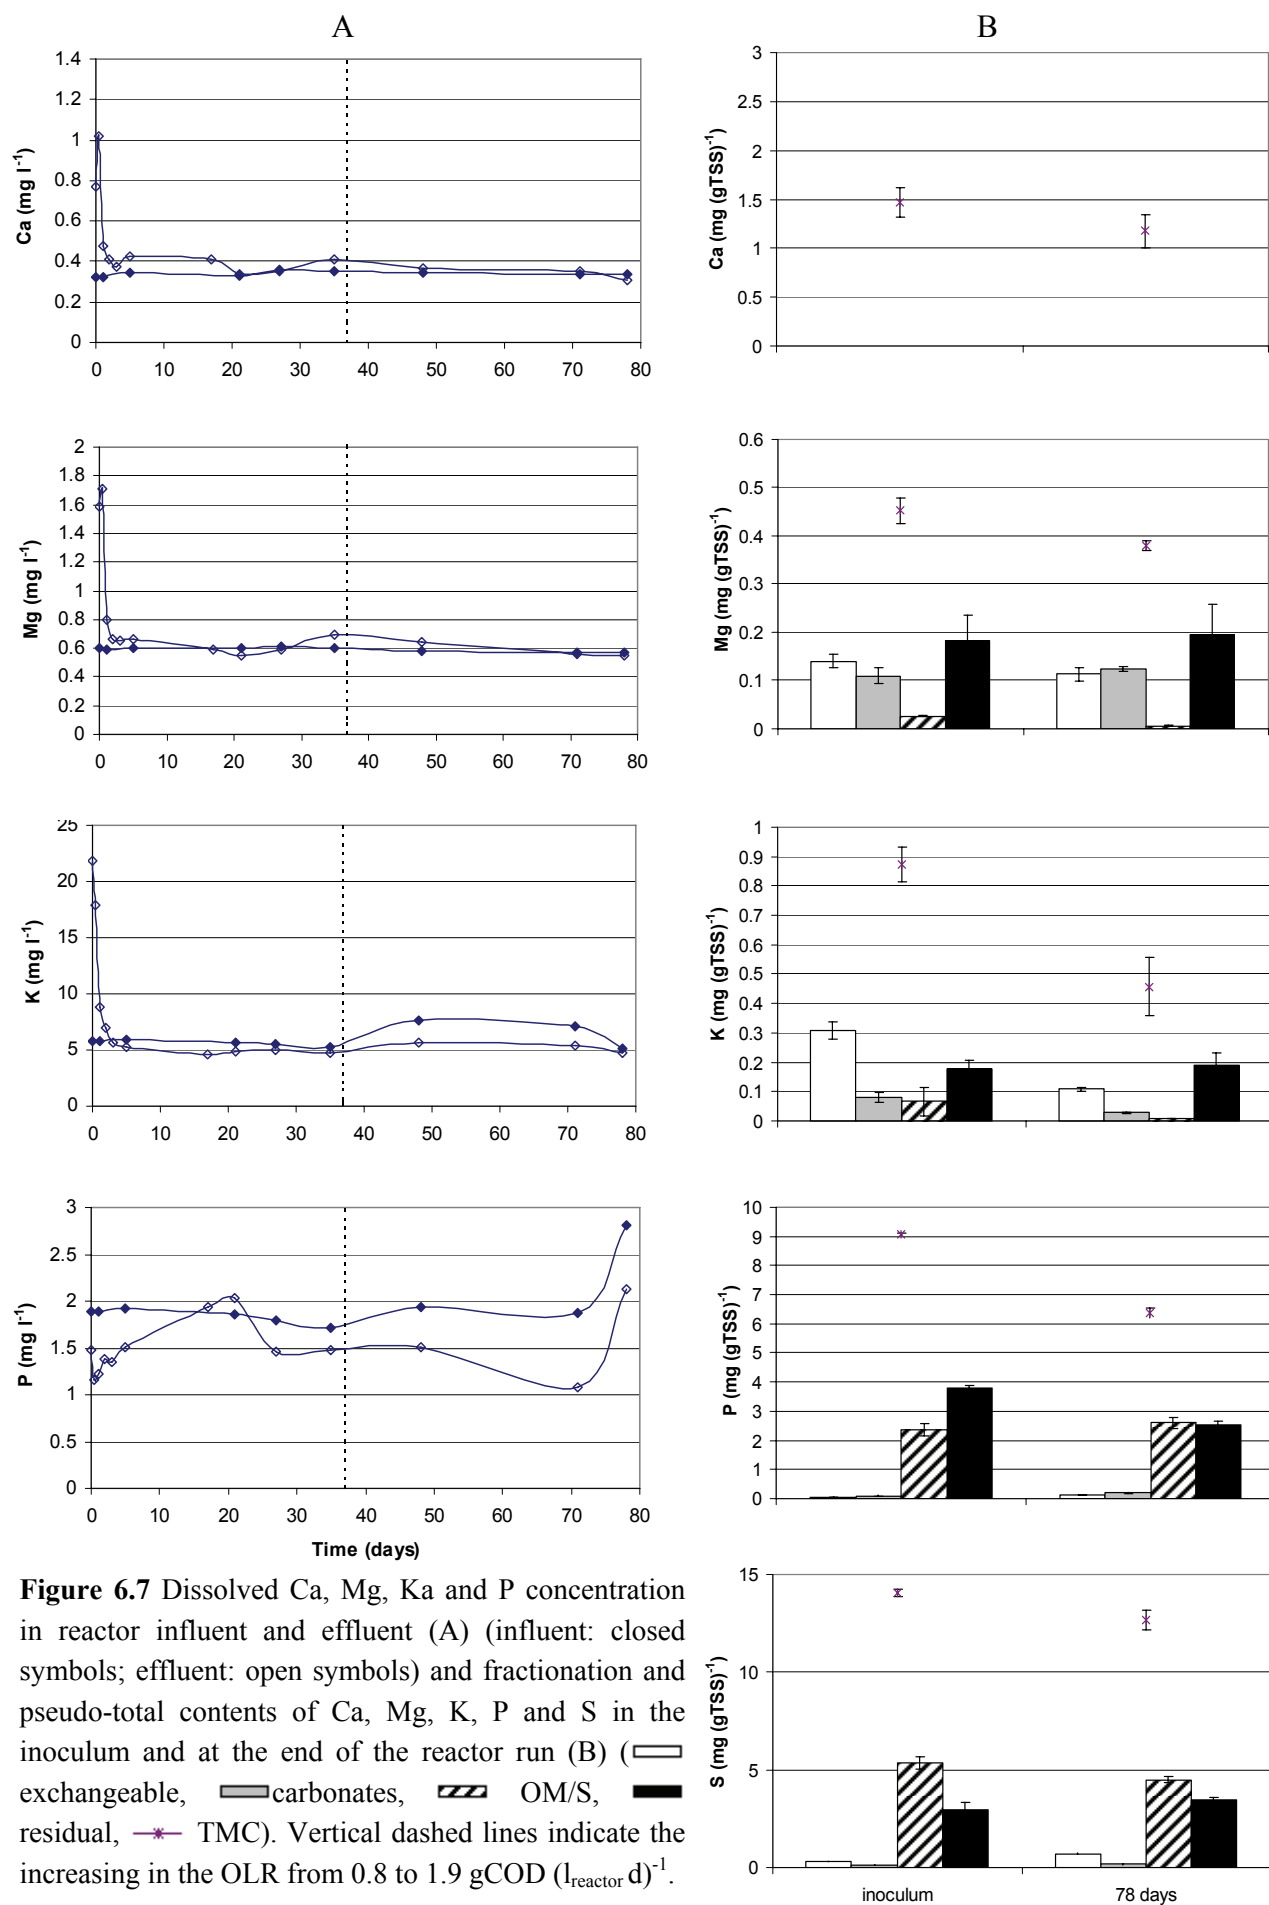 A
B
1.4
1.2
1
0.8
0.6
0.4
0.2
0
Ca (mg l-1)
0 10 20 30 40 50 60 70 80
3
2.5
2
1.5
1
0.5
0
Ca (mg (gTSS)-1)
2
1.8
1.6
1.4
1.2
1
0.8
0.6
0.4
0.2
0
Mg (mg l-1)
0 10 20 30 40 50 60 70 80
0.6
0.5
0.4
0.3
0.2
0.1
0
Mg (mg (gTSS)-1)
25
20
15
10
5
0
K (mg l-1)
0 10 20 30 40 50 60 70 80
1
0.9
0.8
0.7
0.6
0.5
0.4
0.3
0.2
0.1
0
K (mg (gTSS)-1)
3
2.5
2
1.5
1
0.5
0
P (mg l-1)
0 10 20 30 40 50 60 70 80
Time (days)
10
9
8
7
6
5
4
3
2
1
0
P (mg (gTSS)-1)
15
10
5
0
S (mg (gTSS)-1)
inoculum 78 days
Figure 6.7 Dissolved Ca, Mg, Ka and P concentration
in reactor influent and effluent (A) (influent: closed
symbols; effluent: open symbols) and fractionation and
pseudo-total contents of Ca, Mg, K, P and S in the
inoculum and at the end of the reactor run (B) (
exchangeable, carbonates, OM/S,
residual, TMC). Vertical dashed lines indicate the
increasing in the OLR from 0.8 to 1.9 gCOD (lreactor d)-1.